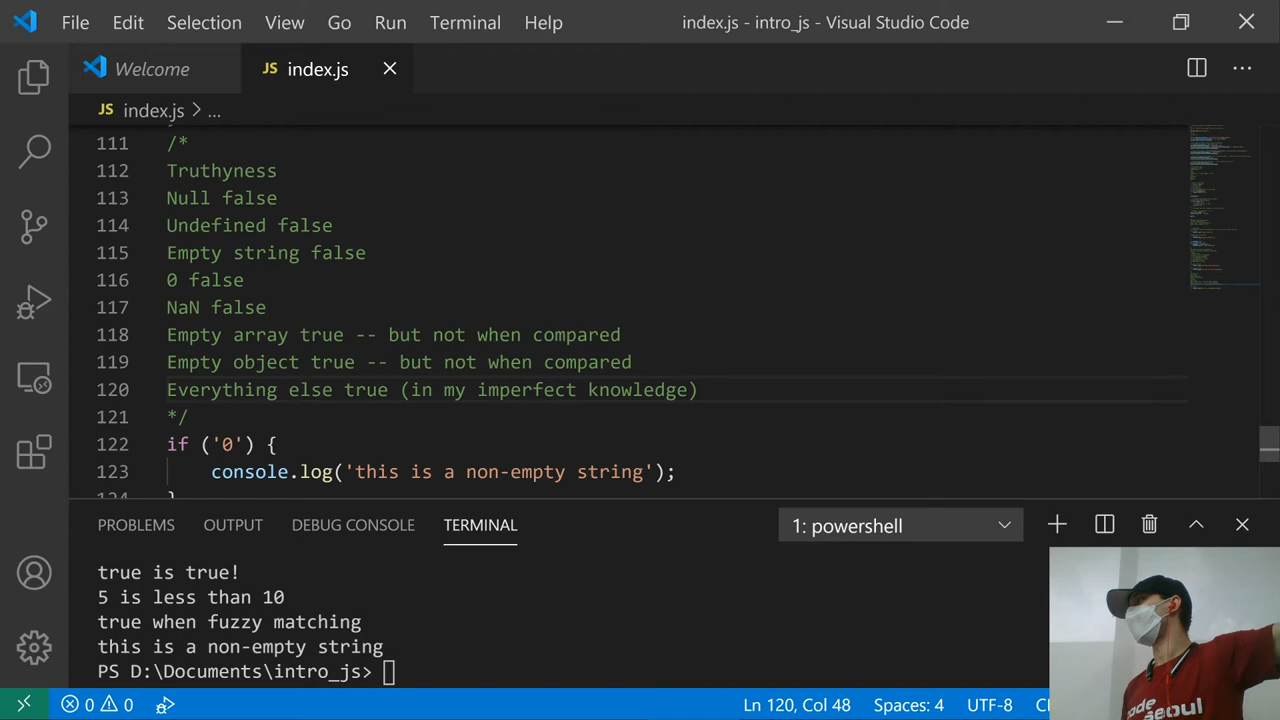 File Edit Selection View Go Run Terminal Help index.js - intro_js - Visual Studio Code
Welcome JS index.js
JS index.js > ...
111 /*
112 Truthyness
113 Null false
114 Undefined false
115 Empty string false
116 0 false
117 NaN false
118 Empty array true -- but not when compared
119 Empty object true -- but not when compared
120 Everything else true (in my imperfect knowledge)
121 */
122 if ('0') {
123 console.log('this is a non-empty string');
124 }
PROBLEMS OUTPUT DEBUG CONSOLE TERMINAL 1: powershell
true is true!
5 is less than 10
true when fuzzy matching
this is a non-empty string
PS D:\Documents\intro_js>
0 0 Ln 120, Col 48 Spaces: 4 UTF-8
seoul